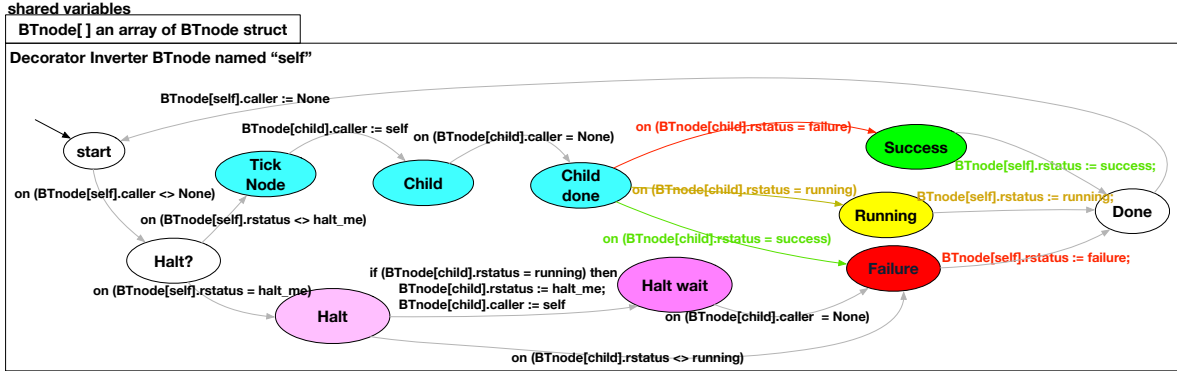 shared variables
BTnode[ ] an array of BTnode struct
Decorator Inverter BTnode named “self”
BTnode[self].caller := None
BTnode[child].caller := self
on (BTnode[child].caller = None)
on (BTnode[child].rstatus = failure)
start
Success
Tick
Node
Child
Child
done
BTnode[self].rstatus := success;
on (BTnode[self].caller <> None)
on (BTnode[child].rstatus = running)
BTnode[self].rstatus := running;
on (BTnode[self].rstatus <> halt_me)
Running
Done
on (BTnode[child].rstatus = success)
Halt?
BTnode[self].rstatus := failure;
if (BTnode[child].rstatus = running) then
BTnode[child].rstatus := halt_me;
BTnode[child].caller := self
Failure
on (BTnode[self].rstatus = halt_me)
Halt wait
Halt
on (BTnode[child].caller  = None)
on (BTnode[child].rstatus <> running)